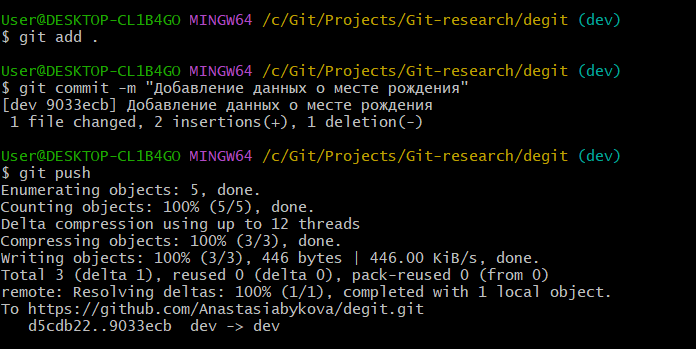 User@DESKTOP-CL1B4GO MINGW64 /c/Git/Projects/Git-research/degit (dev)
$ git add .
User@DESKTOP-CL1B4GO MINGW64 /c/Git/Projects/Git-research/degit (dev)
$ git commit -m "Добавление данных о месте рождения"
[dev 9033ecb] Добавление данных о месте рождения
 1 file changed, 2 insertions(+), 1 deletion(-)
User@DESKTOP-CL1B4GO MINGW64 /c/Git/Projects/Git-research/degit (dev)
$ git push
Enumerating objects: 5, done.
Counting objects: 100% (5/5), done.
Delta compression using up to 12 threads
Compressing objects: 100% (3/3), done.
Writing objects: 100% (3/3), 446 bytes | 446.00 KiB/s, done.
Total 3 (delta 1), reused 0 (delta 0), pack-reused 0 (from 0)
remote: Resolving deltas: 100% (1/1), completed with 1 local object.
To https://github.com/Anastasiabykova/degit.git
   d5cdb22..9033ecb  dev -> dev